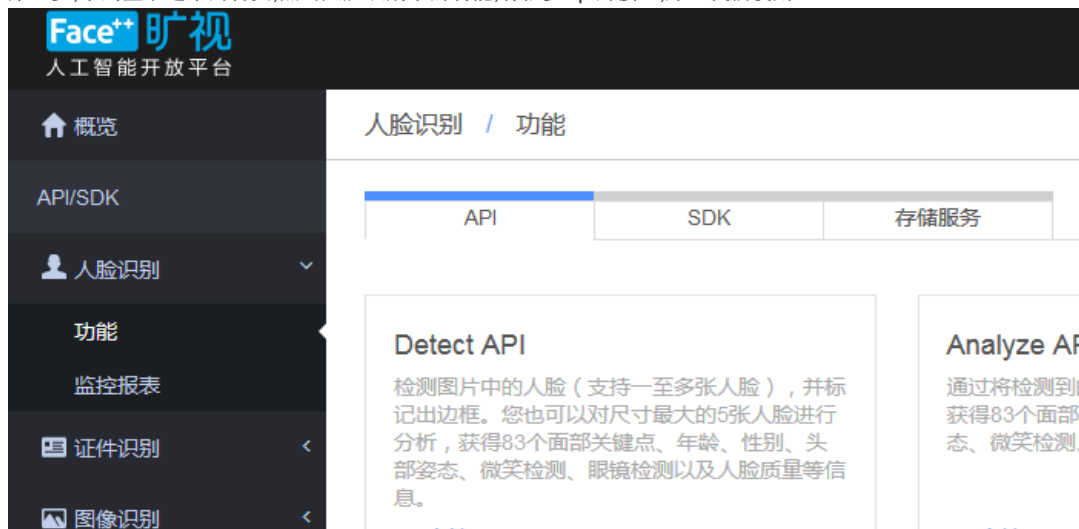 Face++ 旷视
人工智能开放平台
概览
API/SDK
人脸识别
功能
监控报表
证件识别
图像识别
人脸识别 / 功能
API
SDK
存储服务
Detect API
检测图片中的人脸（支持一至多张人脸），并标
记出边框。您也可以对尺寸最大的5张人脸进行
分析，获得83个面部关键点、年龄、性别、头
部姿态、微笑检测、眼镜检测以及人脸质量等信
息。
Analyze AP
通过将检测到
获得83个面部
态、微笑检测